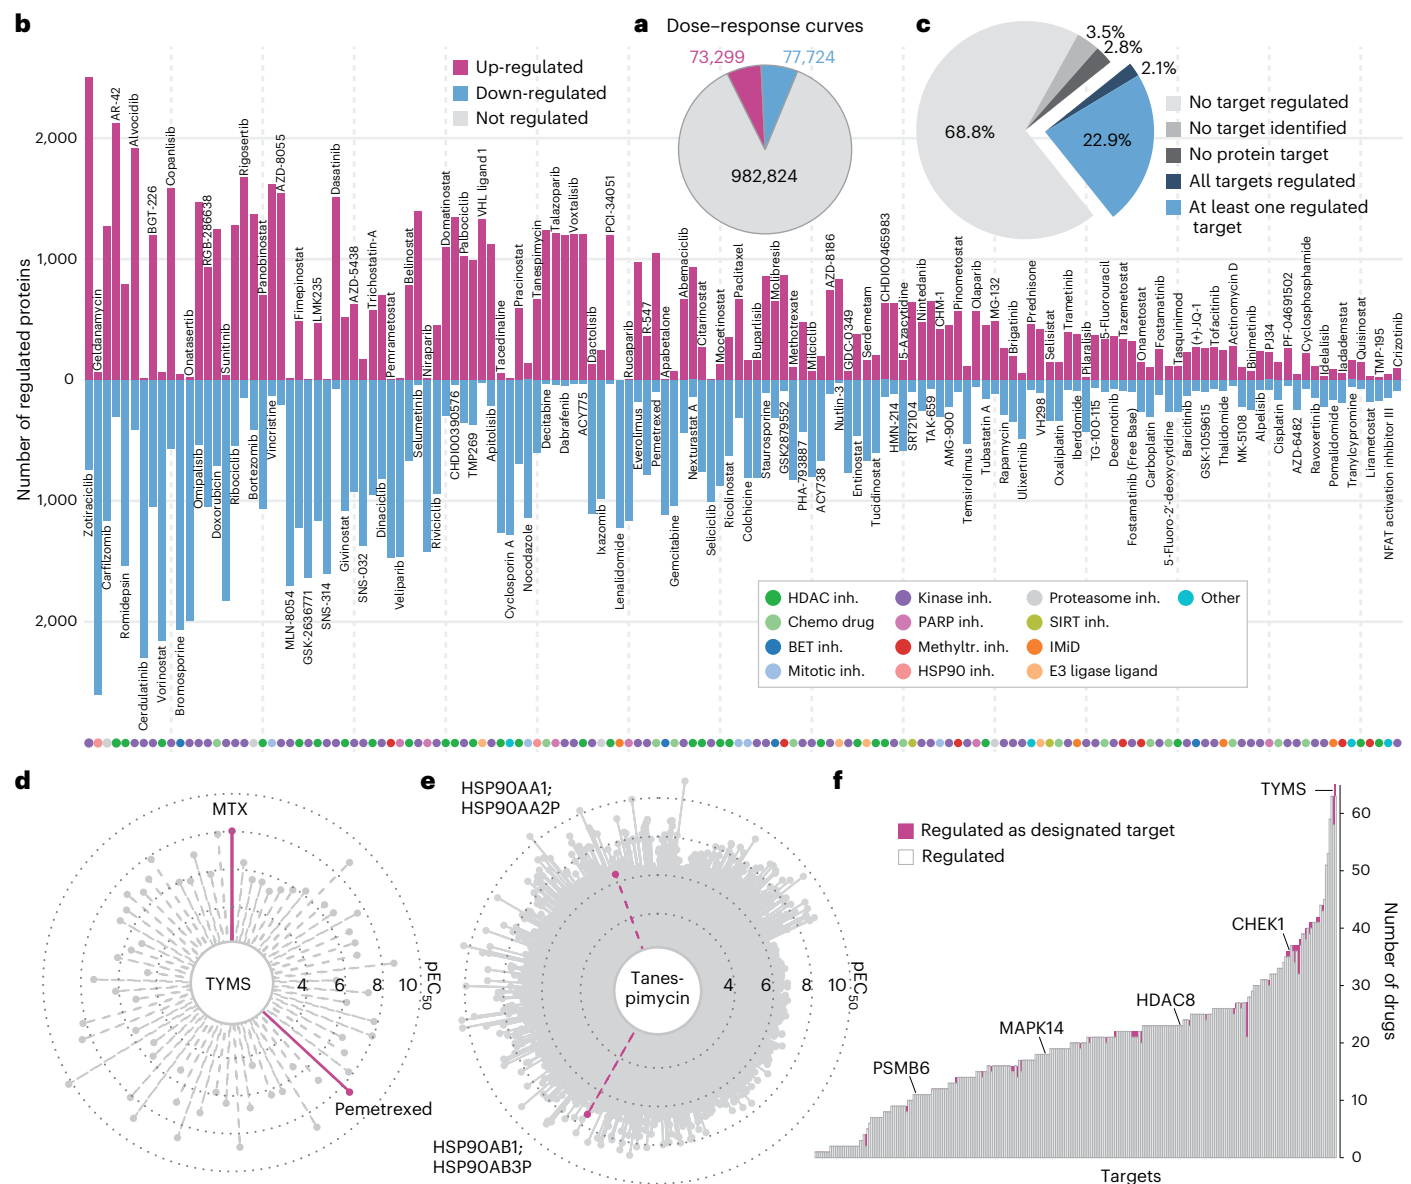 b
a
Dose–response curves
c
Up-regulated
Down-regulated
Not regulated
73,299
77,724
982,824
3.5%
2.8%
2.1%
68.8%
22.9%
No target regulated
No target identified
No protein target
All targets regulated
At least one regulated
target
Number of regulated proteins
2,000
1,000
0
1,000
2,000
Zotiraciclib
Geldanamycin
Carfilzomib
AR-42
Romidepsin
Alvocidib
Cerdulatinib
BGT-226
Vorinostat
Copanlisib
Bromosporine
Onatasertib
Omipalisib
RGB-286638
Doxorubicin
Sunitinib
Ribociclib
Rigosertib
Bortezomib
Panobinostat
Vincristine
AZD-8055
MLN-8054
Fimepinostat
GSK-2636771
LMK235
SNS-314
Dasatinib
Givinostat
AZD-5438
SNS-032
Trichostatin-A
Dinaciclib
Pemrametostat
Veliparib
Belinostat
Selumetinib
Niraparib
Riviciclib
Domatinostat
CHDI00390576
Palbociclib
TMP269
VHL ligand1
Apitolisib
Tacedinaline
Cyclosporin A
Pracinostat
Nocodazole
Tanespimycin
Decitabine
Talazoparib
Dabrafenib
Voxtalisib
ACY775
Dactolisib
Ixazomib
PCI-34051
Lenalidomide
Rucaparib
Everolimus
R-547
Pemetrexed
Apabetalone
Gemcitabine
Abemaciclib
Nexturastat A
Citarinostat
Seliciclib
Mocetinostat
Ricolinostat
Paclitaxel
Colchicine
Buparlisib
Staurosporine
Molibresib
GSK2879552
Methotrexate
PHA-793887
Milciclib
ACY738
AZD-8186
Nutlin-3
GDC-0349
Entinostat
Serdemetam
Tucidinostat
CHDI00465983
HMN-214
5-Azacytidine
SRT2104
Nintedanib
TAK-659
CHM-1
AMG-900
Pinometostat
Temsirolimus
Olaparib
Tubastatin A
MG-132
Rapamycin
Brigatinib
Ulixertinib
Prednisone
VH298
Selisistat
Oxaliplatin
Trametinib
Iberdomide
Pilaralisib
TG-100-115
5-Fluorouracil
Decernotinib
Tazemetostat
Fostamatinib (Free Base)
Onametostat
Carboplatin
Fostamatinib
5-Fluoro-2'-deoxycytidine
Tasquinimod
Baricitinib
(+)-JQ-1
GSK-1059615
Tofacitinib
Thalidomide
Actinomycin D
MK-5108
Binimetinib
Alpelisib
PJ34
Cisplatin
PF-04691502
AZD-6482
Cyclosphosphamide
Ravoxertinib
Idelalisib
Pomalidomide
Iadademstat
Tranylcypromine
Quisinostat
Lirametostat
TMP-195
NFAT activation inhibitor III
Crizotinib
HDAC inh.
Kinase inh.
Proteasome inh.
Other
Chemo drug
PARP inh.
SIRT inh.
BET inh.
Methyltr. inh.
IMiD
Mitotic inh.
HSP90 inh.
E3 ligase ligand
d
MTX
TYMS
4
6
8
10
pEC50
Pemetrexed
e
HSP90AA1;
HSP90AA2P
Tanes-
pimycin
4
6
8
10
pEC50
HSP90AB1;
HSP90AB3P
f
TYMS
Regulated as designated target
Regulated
CHEK1
HDAC8
MAPK14
PSMB6
60
50
40
30
20
10
0
Number of drugs
Targets